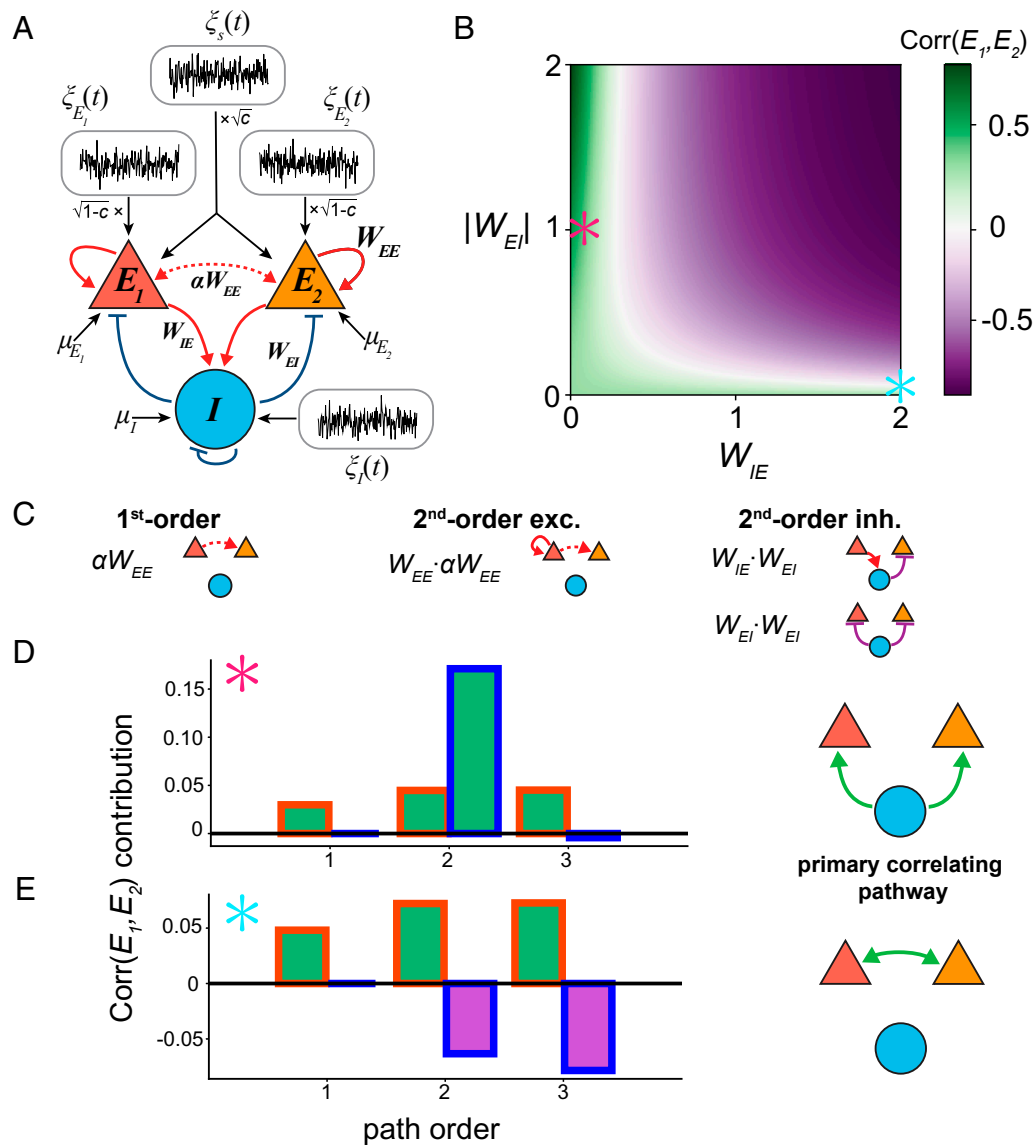 A
ξs(t)
ξE1(t)
ξE2(t)
×√c
√1-c ×
×√1-c
E1
E2
WEE
αWEE
WIE
WEI
μE1
μE2
I
μI
ξI(t)
B
Corr(E1,E2)
2
|WEI|
1
0
0
1
2
WIE
0.5
0
-0.5
C
1st-order
αWEE
2nd-order exc.
WEE·αWEE
2nd-order inh.
WIE·WEI
WEI·WEI
D
0.15
0.10
0.05
0
1
2
3
Corr(E1,E2) contribution
primary correlating
pathway
E
0.05
0
-0.05
1
2
3
path order